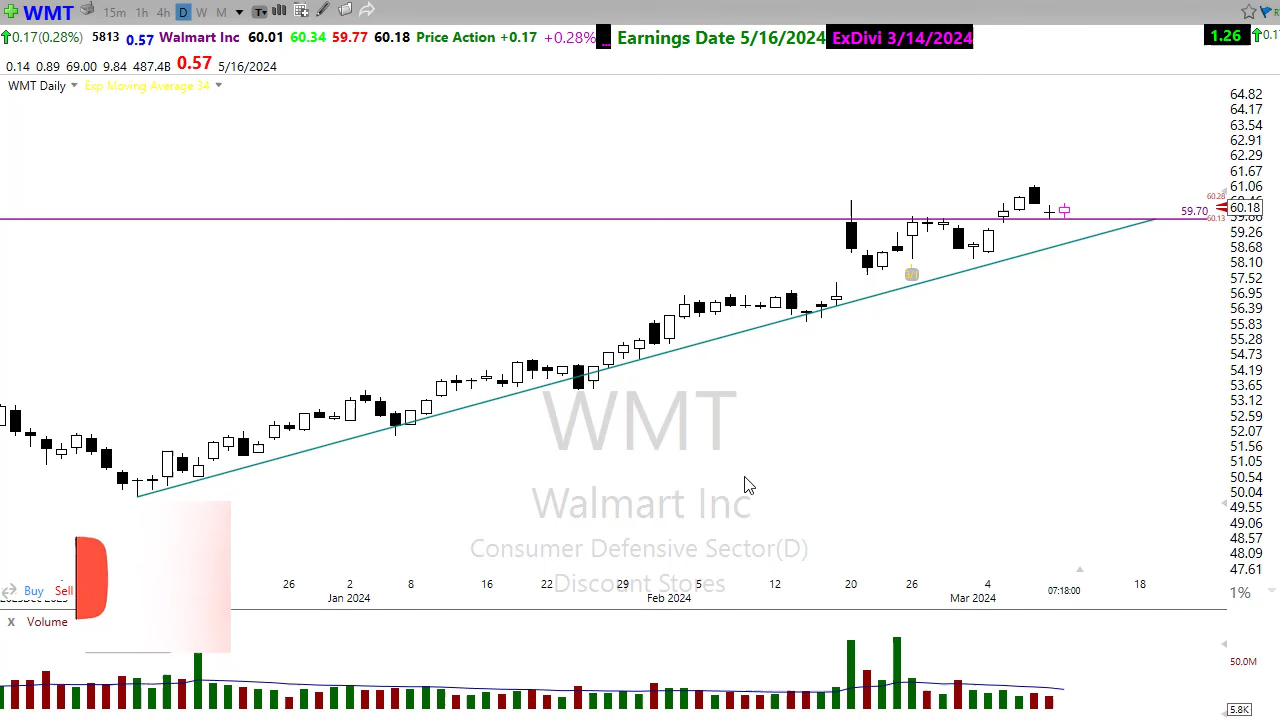 WMT 15m 1h 4h D W M T
0.17(0.28%) 5813 0.57 Walmart Inc 60.01 60.34 59.77 60.18 Price Action +0.17 +0.28% ... Earnings Date 5/16/2024 ExDivi 3/14/2024 1.26
0.14 0.89 69.00 9.84 487.4B 0.57 5/16/2024
WMT Daily Exp Moving Average 34
64.82
64.17
63.54
62.91
62.29
61.67
61.06
60.28
60.18
59.70
60.13
59.26
58.68
58.10
57.52
56.95
56.39
55.83
55.28
54.73
54.19
53.65
53.12
52.59
52.07
51.56
51.05
50.54
50.04
49.55
49.06
48.57
48.09
47.61
WMT
Walmart Inc
Consumer Defensive Sector(D)
Discount Stores
Buy Sell
26 2 8 16 22 29 5 12 20 26 4 18
Jan 2024 Feb 2024 Mar 2024 07:18:00
1%
X Volume
50.0M
5.8K